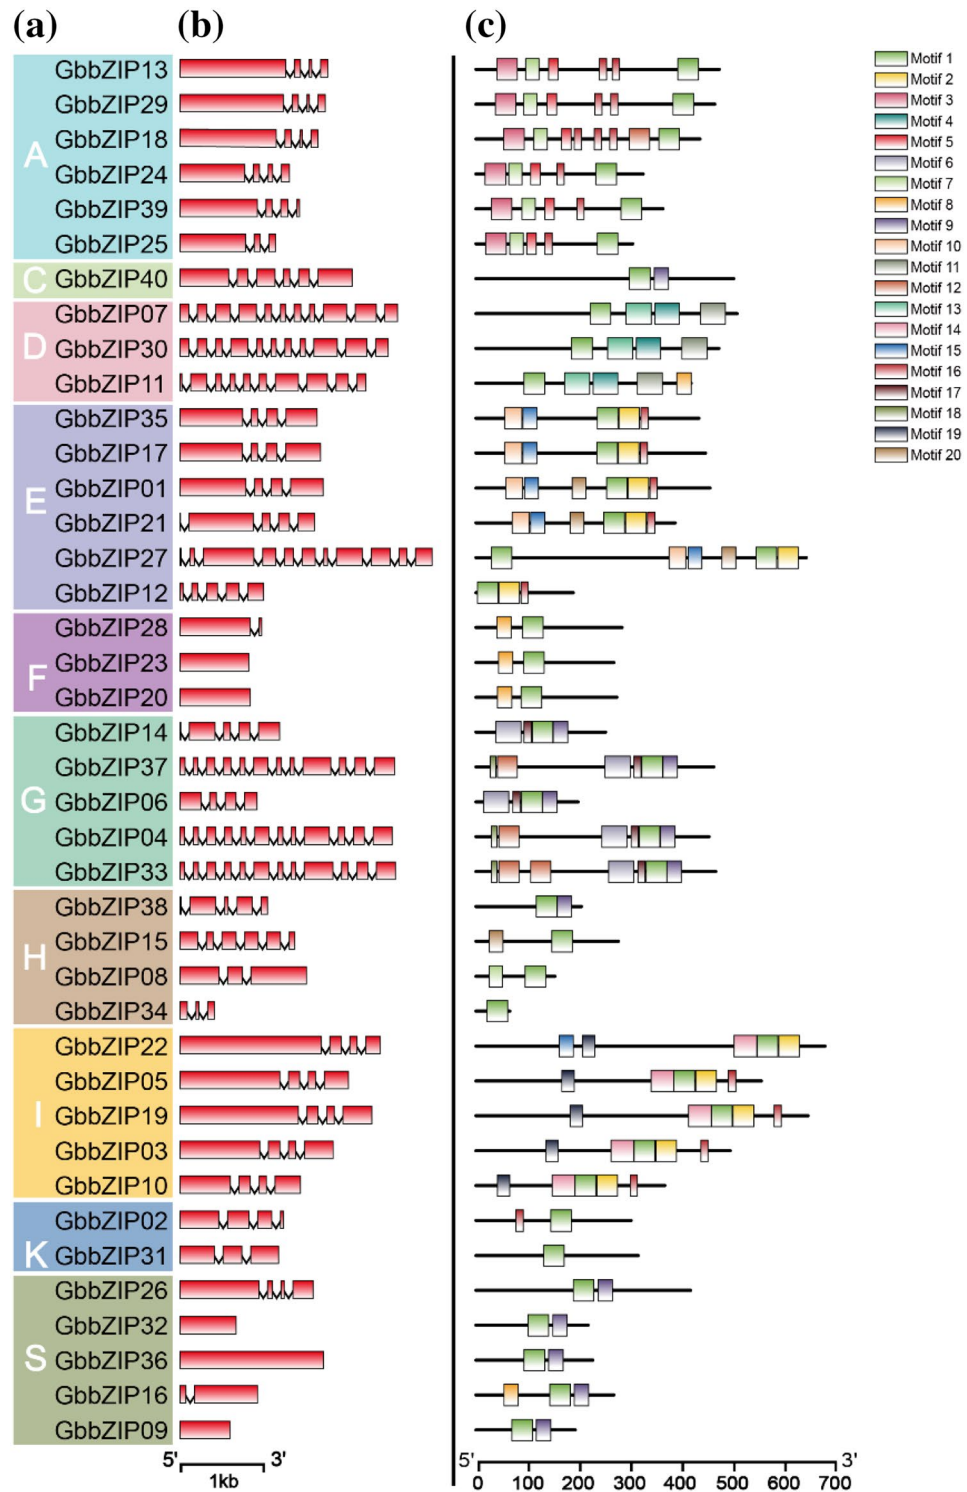 (a) (b) (c)
A
GbbZIP13
GbbZIP29
GbbZIP18
GbbZIP24
GbbZIP39
GbbZIP25
C
GbbZIP40
D
GbbZIP07
GbbZIP30
GbbZIP11
E
GbbZIP35
GbbZIP17
GbbZIP01
GbbZIP21
GbbZIP27
GbbZIP12
F
GbbZIP28
GbbZIP23
GbbZIP20
G
GbbZIP14
GbbZIP37
GbbZIP06
GbbZIP04
GbbZIP33
H
GbbZIP38
GbbZIP15
GbbZIP08
GbbZIP34
I
GbbZIP22
GbbZIP05
GbbZIP19
GbbZIP03
GbbZIP10
K
GbbZIP02
GbbZIP31
S
GbbZIP26
GbbZIP32
GbbZIP36
GbbZIP16
GbbZIP09
5' 3'
1kb
5' 3'
0 100 200 300 400 500 600 700
Motif 1
Motif 2
Motif 3
Motif 4
Motif 5
Motif 6
Motif 7
Motif 8
Motif 9
Motif 10
Motif 11
Motif 12
Motif 13
Motif 14
Motif 15
Motif 16
Motif 17
Motif 18
Motif 19
Motif 20